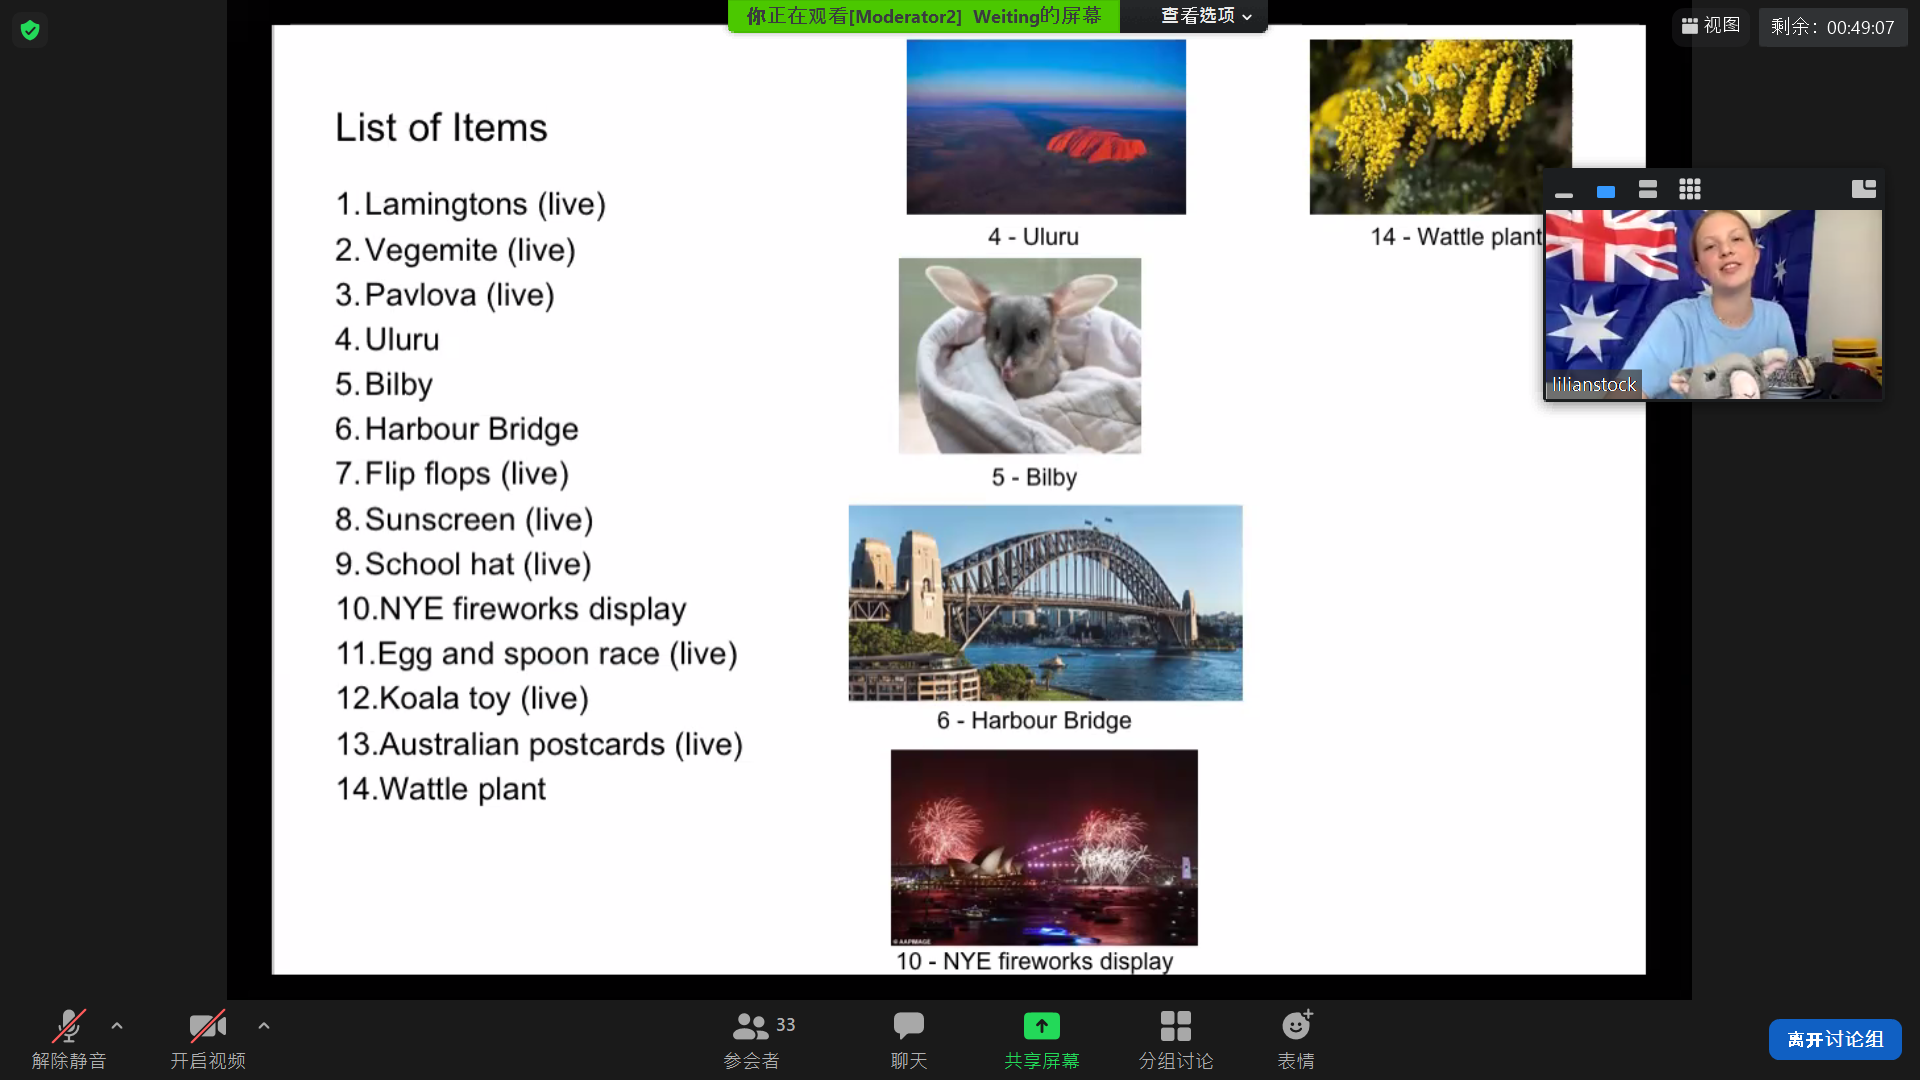 你正在观看[Moderator2] Weiting的屏幕
查看选项
视图
剩余：00:49:07
List of Items
1. Lamingtons (live)
2. Vegemite (live)
3. Pavlova (live)
4. Uluru
5. Bilby
6. Harbour Bridge
7. Flip flops (live)
8. Sunscreen (live)
9. School hat (live)
10.NYE fireworks display
11.Egg and spoon race (live)
12.Koala toy (live)
13.Australian postcards (live)
14.Wattle plant
4 - Uluru
14 - Wattle plant
5 - Bilby
6 - Harbour Bridge
© AAPIMAGE
10 - NYE fireworks display
lilianstock
解除静音
开启视频
33
参会者
聊天
共享屏幕
分组讨论
表情
离开讨论组